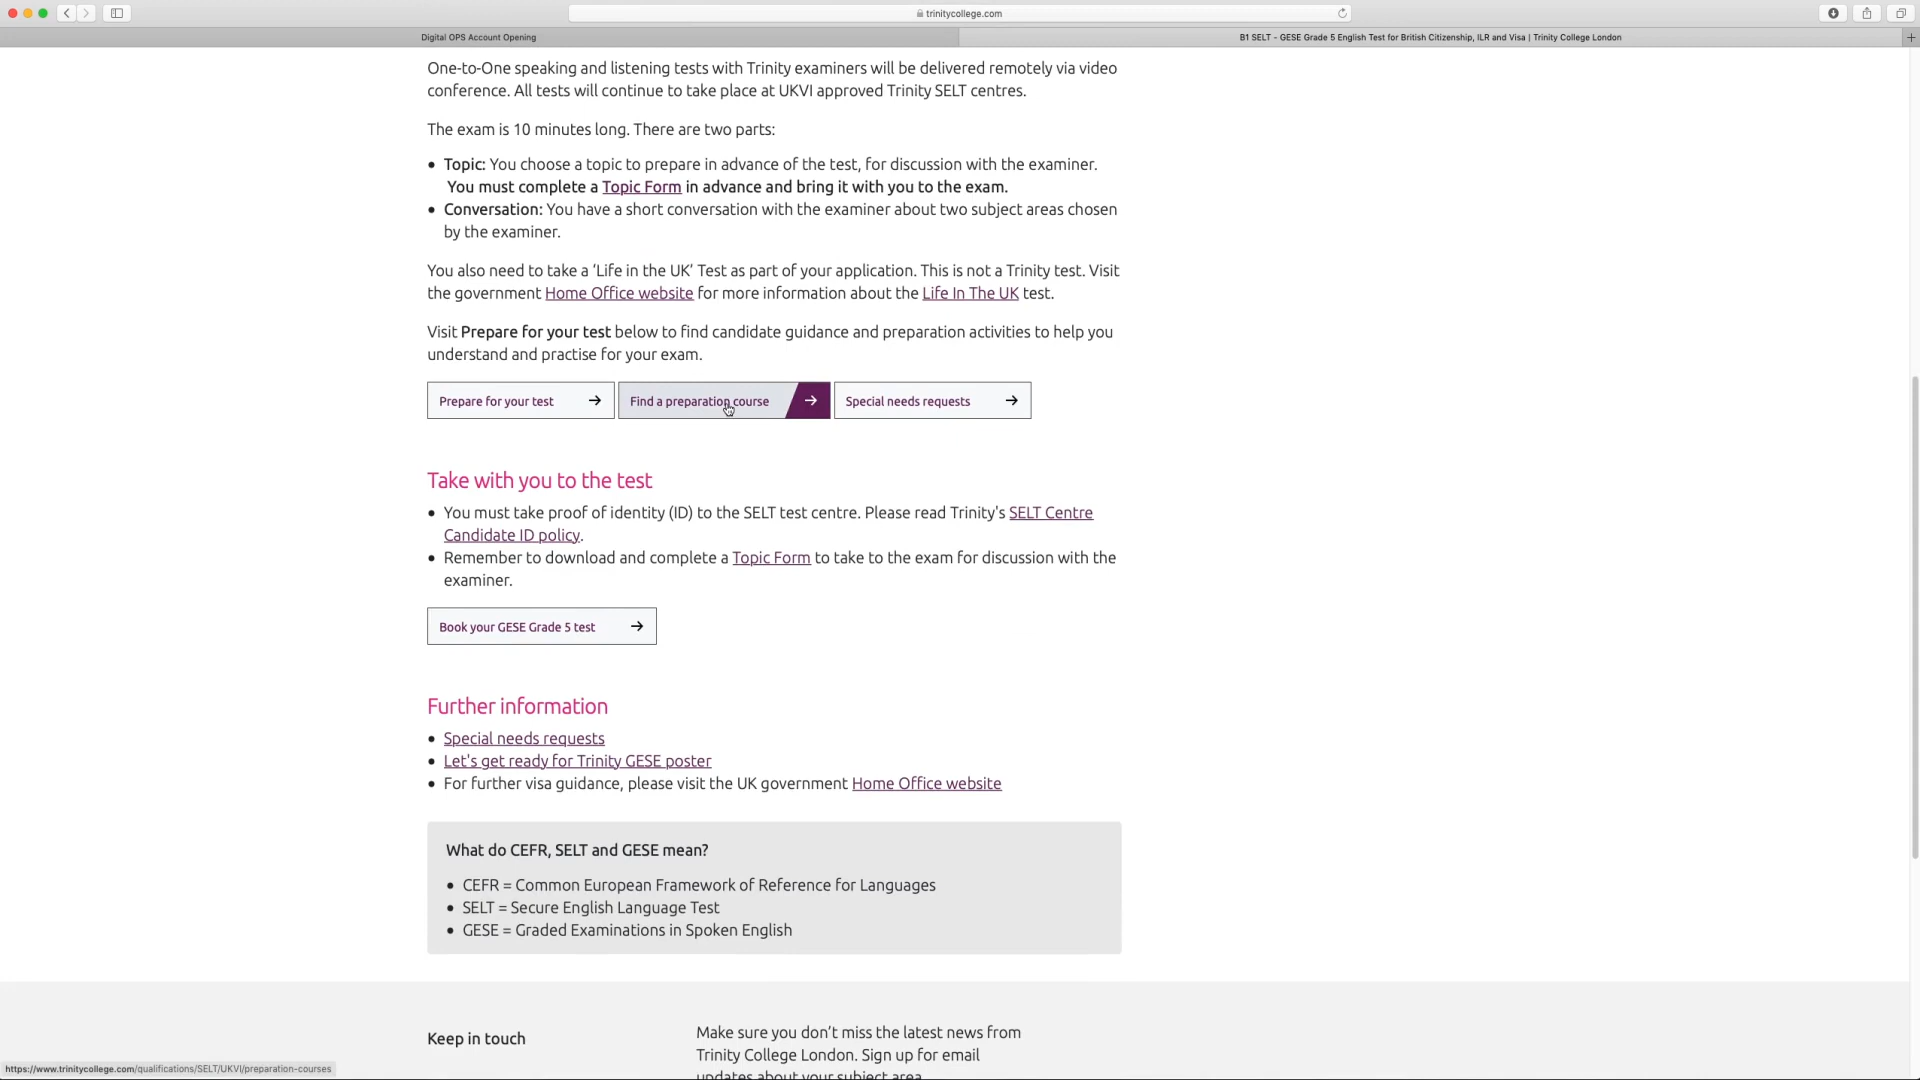 trinitycollege.com
Digital OPS Account Opening
B1 SELT - GESE Grade 5 English Test for British Citizenship, ILR and Visa | Trinity College London
One-to-One speaking and listening tests with Trinity examiners will be delivered remotely via video
conference. All tests will continue to take place at UKVI approved Trinity SELT centres.
The exam is 10 minutes long. There are two parts:
• Topic: You choose a topic to prepare in advance of the test, for discussion with the examiner.
You must complete a Topic Form in advance and bring it with you to the exam.
• Conversation: You have a short conversation with the examiner about two subject areas chosen
by the examiner.
You also need to take a ‘Life in the UK’ Test as part of your application. This is not a Trinity test. Visit
the government Home Office website for more information about the Life In The UK test.
Visit Prepare for your test below to find candidate guidance and preparation activities to help you
understand and practise for your exam.
Prepare for your test → Find a preparation course → Special needs requests →
Take with you to the test
• You must take proof of identity (ID) to the SELT test centre. Please read Trinity's SELT Centre
Candidate ID policy.
• Remember to download and complete a Topic Form to take to the exam for discussion with the
examiner.
Book your GESE Grade 5 test →
Further information
• Special needs requests
• Let's get ready for Trinity GESE poster
• For further visa guidance, please visit the UK government Home Office website
What do CEFR, SELT and GESE mean?
• CEFR = Common European Framework of Reference for Languages
• SELT = Secure English Language Test
• GESE = Graded Examinations in Spoken English
Keep in touch
Make sure you don’t miss the latest news from
Trinity College London. Sign up for email
updates about your subject area
https://www.trinitycollege.com/qualifications/SELT/UKVI/preparation-courses